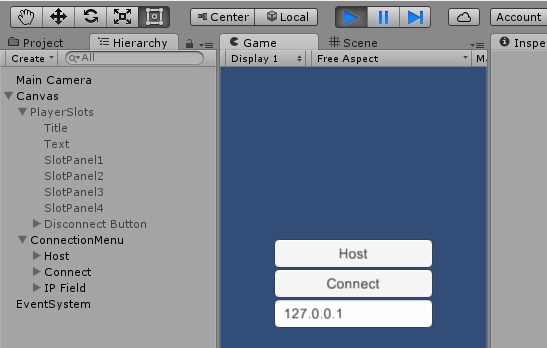 Center Local Account
Project Hierarchy Game Scene Inspe
Create All Display 1 Free Aspect Ma
Main Camera
Canvas
PlayerSlots
Title
Text
SlotPanel1
SlotPanel2
SlotPanel3
SlotPanel4
Disconnect Button
ConnectionMenu
Host
Connect
IP Field
EventSystem
Host
Connect
127.0.0.1